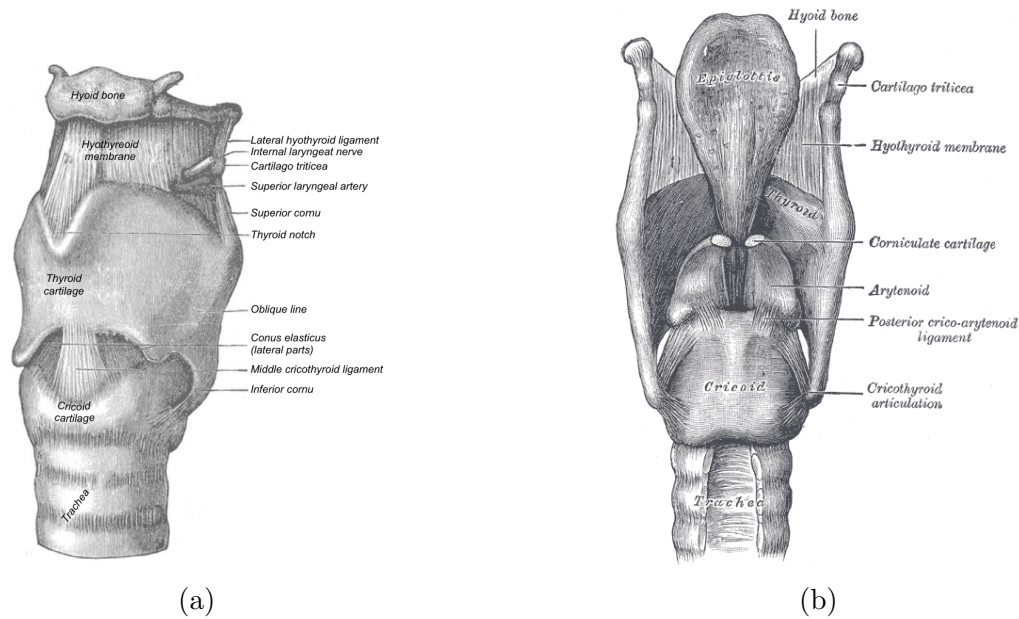 Hyoid bone
Hyothyreoid
membrane
Lateral hyothyroid ligament
Internal laryngeat nerve
Cartilago triticea
Superior laryngeal artery
Superior cornu
Thyroid notch
Thyroid
cartilage
Oblique line
Conus elasticus
(lateral parts)
Middle cricothyroid ligament
Inferior cornu
Cricoid
cartilage
Trachea
(a)
Hyoid bone
Epiglottis
Cartilago triticea
Hyothyroid membrane
Thyroid
Corniculate cartilage
Arytenoid
Posterior crico-arytenoid
ligament
Cricoid
Cricothyroid
articulation
Trachea
(b)